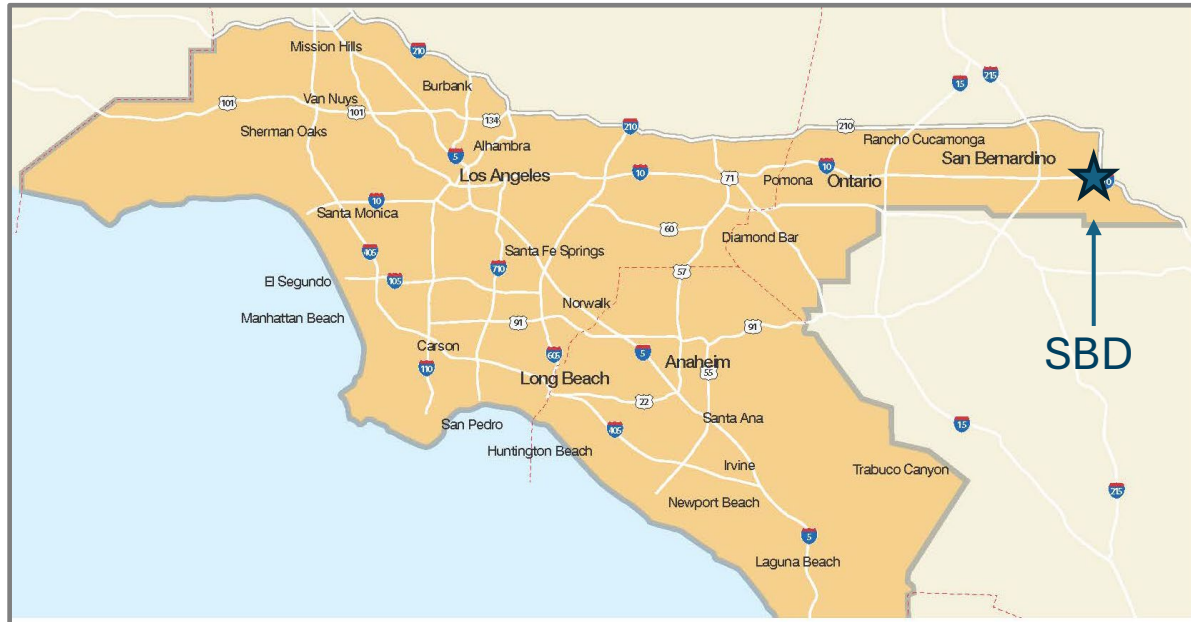 Mission Hills
210
Burbank
15
215
101
Van Nuys
101
134
210
210
Sherman Oaks
Alhambra
Rancho Cucamonga
5
Los Angeles
10
71
Pomona
10
Ontario
San Bernardino
10
Santa Monica
60
Diamond Bar
405
Santa Fe Springs
710
57
El Segundo
105
Manhattan Beach
91
Norwalk
91
SBD
Carson
605
5
Anaheim
110
Long Beach
55
22
San Pedro
405
Santa Ana
15
Huntington Beach
Irvine
Trabuco Canyon
215
Newport Beach
5
Laguna Beach